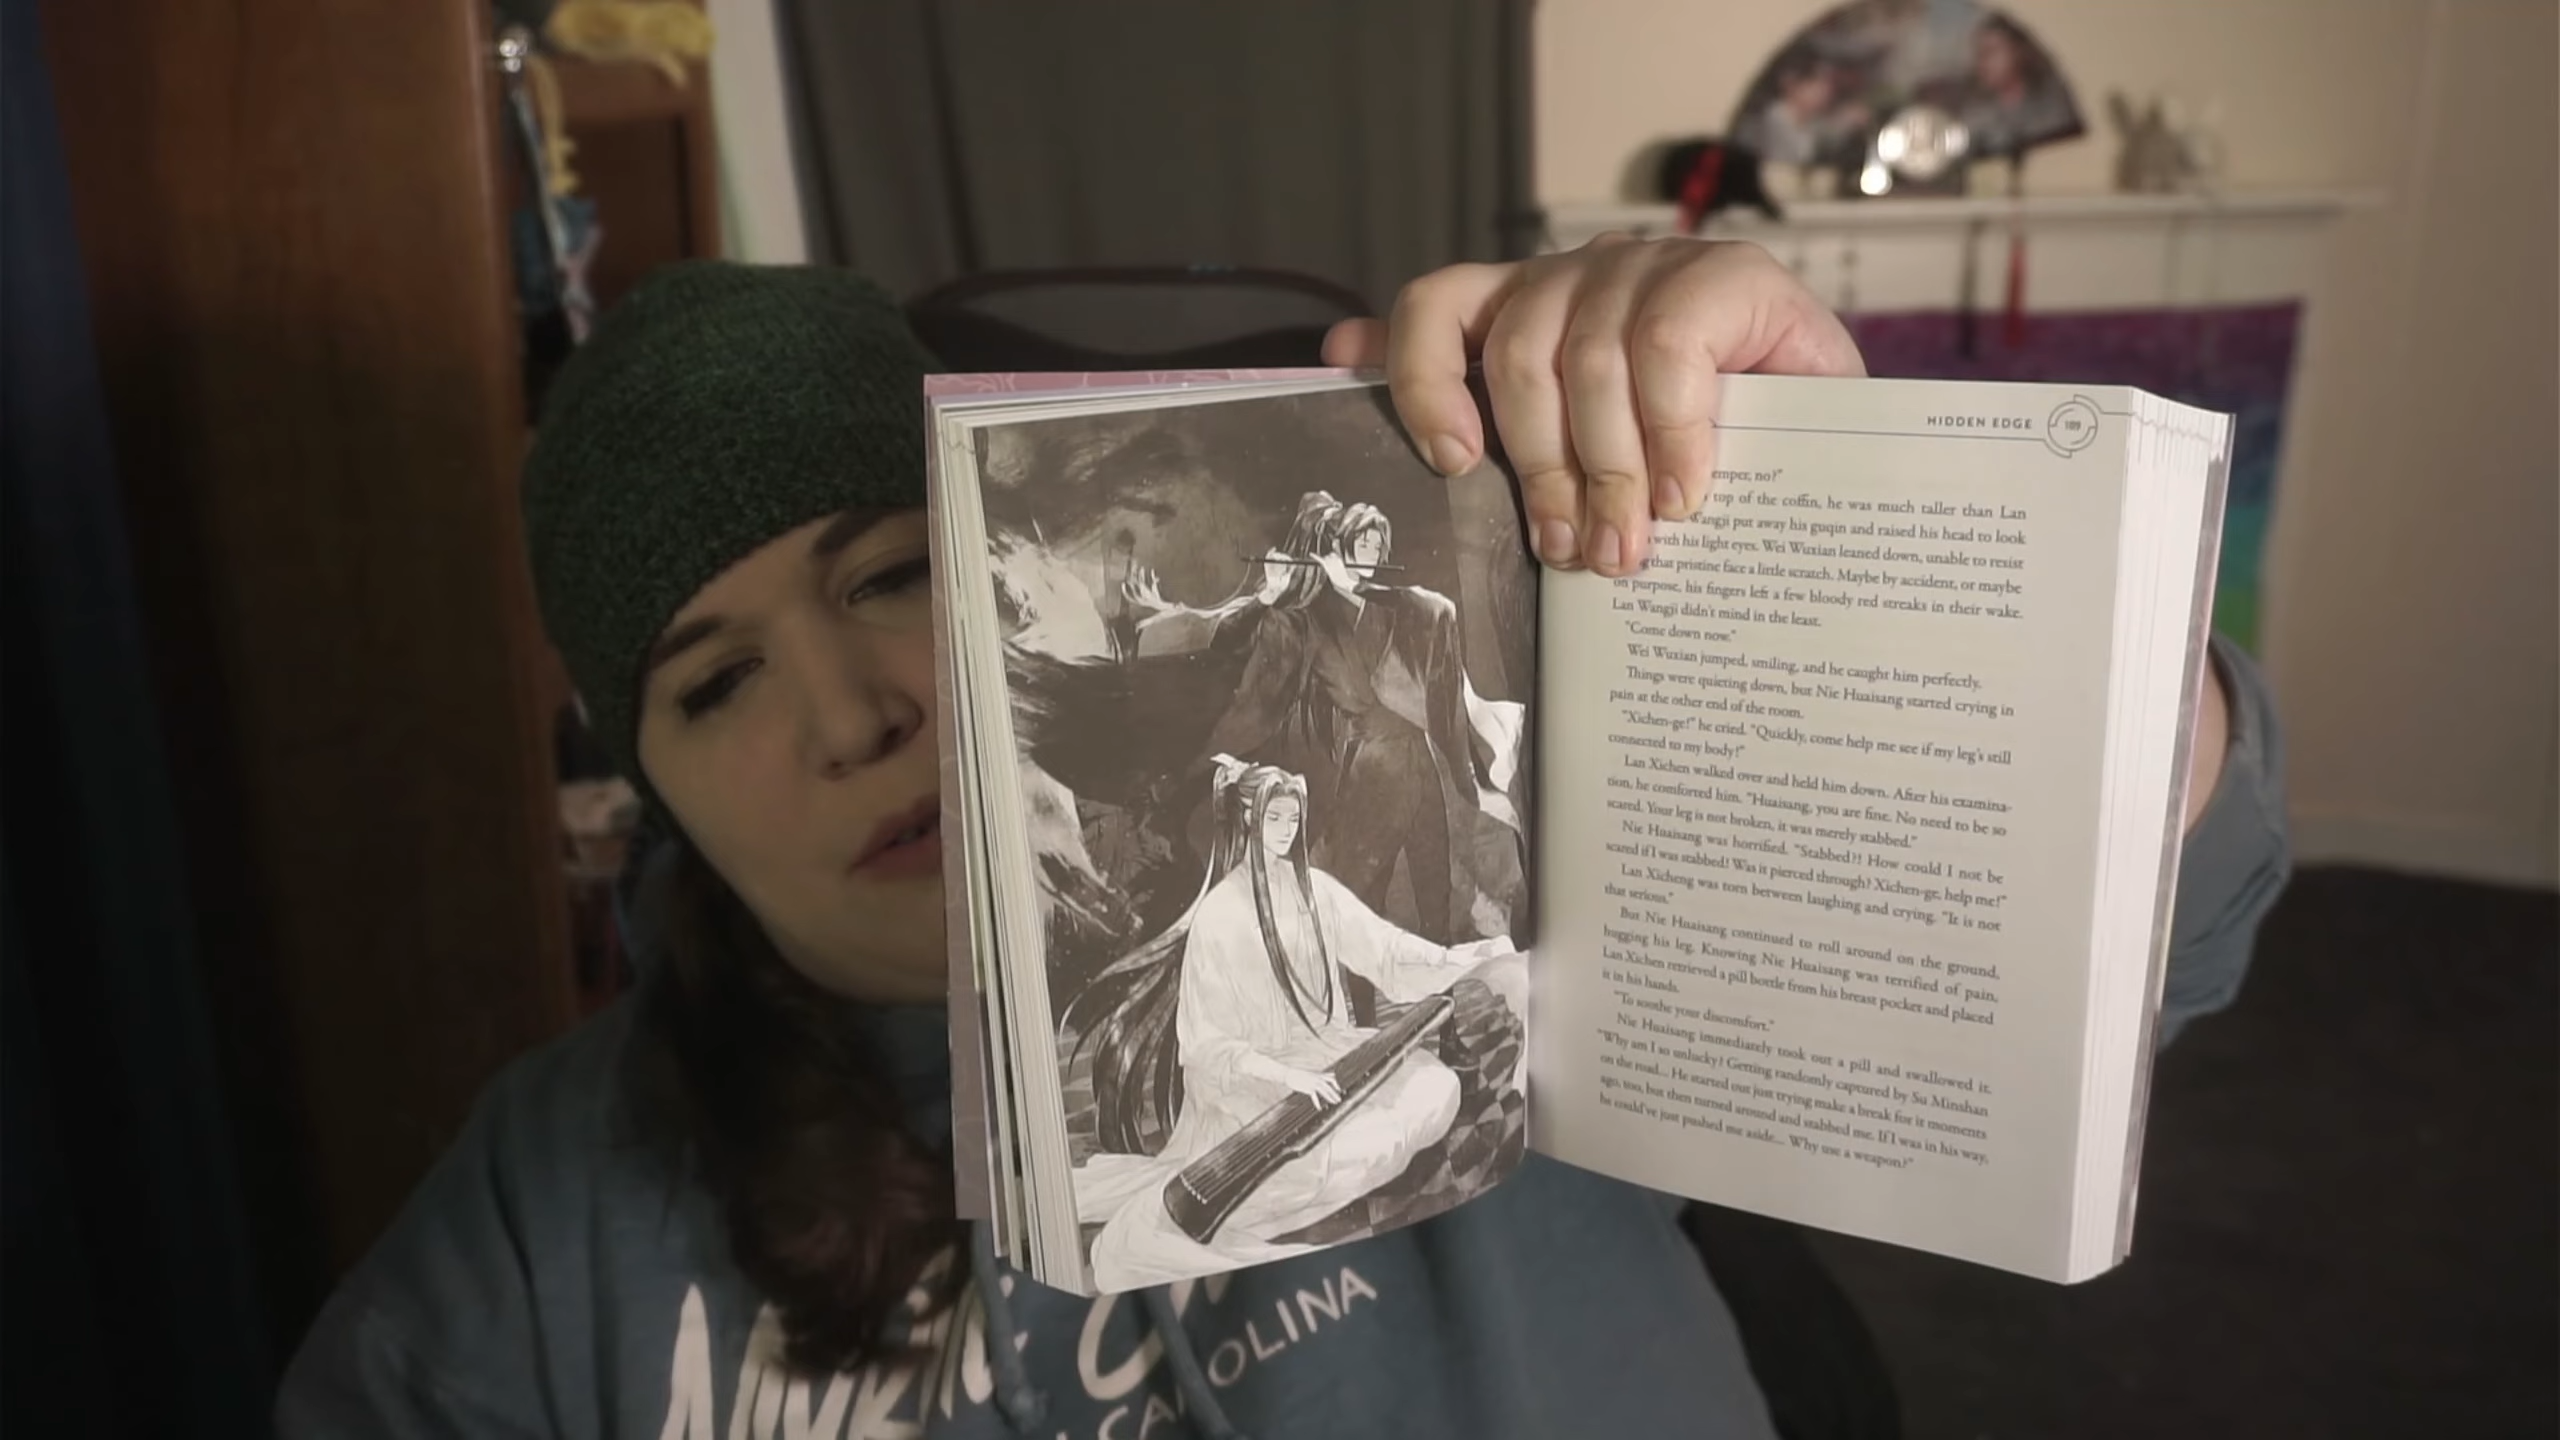 HIDDEN EDGE
109
emper, no?"
top of the coffin, he was much taller than Lan
Wangji put away his guqin and raised his head to look
with his light eyes. Wei Wuxian leaned down, unable to resist
that pristine face a little scratch. Maybe by accident, or maybe
on purpose, his fingers left a few bloody red streaks in their wake.
Lan Wangji didn't mind in the least.
"Come down now."
Wei Wuxian jumped, smiling, and he caught him perfectly.
Things were quieting down, but Nie Huaisang started crying in
pain at the other end of the room.
"Xichen-ge!" he cried. "Quickly, come help me see if my leg's still
connected to my body!"
Lan Xichen walked over and held him down. After his examina-
tion, he comforted him. "Huaisang, you are fine. No need to be so
scared. Your leg is not broken, it was merely stabbed."
Nie Huaisang was horrified. "Stabbed?! How could I not be
scared if I was stabbed! Was it pierced through? Xichen-ge, help me!"
Lan Xicheng was torn between laughing and crying. "It is not
that serious."
But Nie Huaisang continued to roll around on the ground,
hugging his leg. Knowing Nie Huaisang was terrified of pain,
Lan Xichen retrieved a pill bottle from his breast pocket and placed
it in his hands.
"To soothe your discomfort."
Nie Huaisang immediately took out a pill and swallowed it.
"Why am I so unlucky! Getting randomly captured by Su Minshan
on the road... He started out just trying make a break for it moments
ago, too, but then turned around and stabbed me. If I was in his way,
he could've just pushed me aside... Why use a weapon?"
CAROLINA